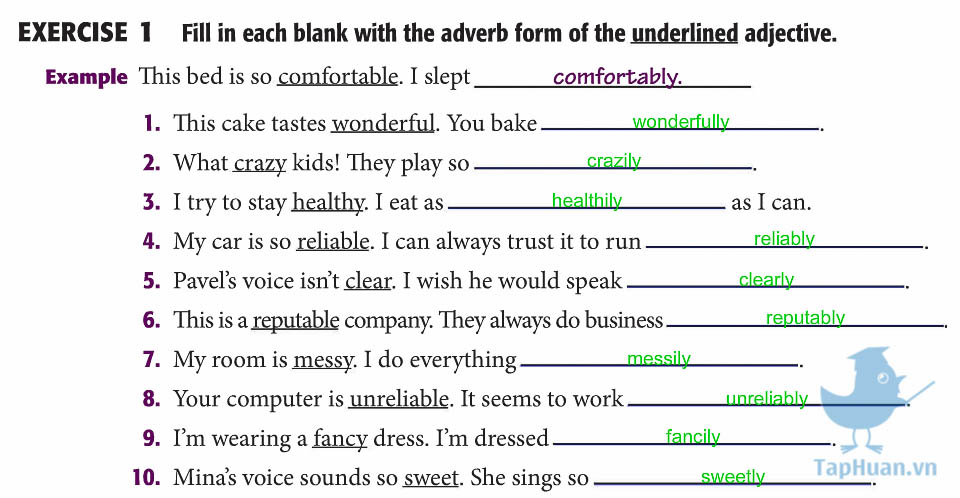 EXERCISE 1 Fill in each blank with the adverb form of the underlined adjective.
Example This bed is so comfortable. I slept comfortably.
1. This cake tastes wonderful. You bake wonderfully.
2. What crazy kids! They play so crazily.
3. I try to stay healthy. I eat as healthily as I can.
4. My car is so reliable. I can always trust it to run reliably.
5. Pavel's voice isn't clear. I wish he would speak clearly.
6. This is a reputable company. They always do business reputably.
7. My room is messy. I do everything messily.
8. Your computer is unreliable. It seems to work unreliably.
9. I'm wearing a fancy dress. I'm dressed fancily.
10. Mina's voice sounds so sweet. She sings so sweetly.
TapHuan.vn